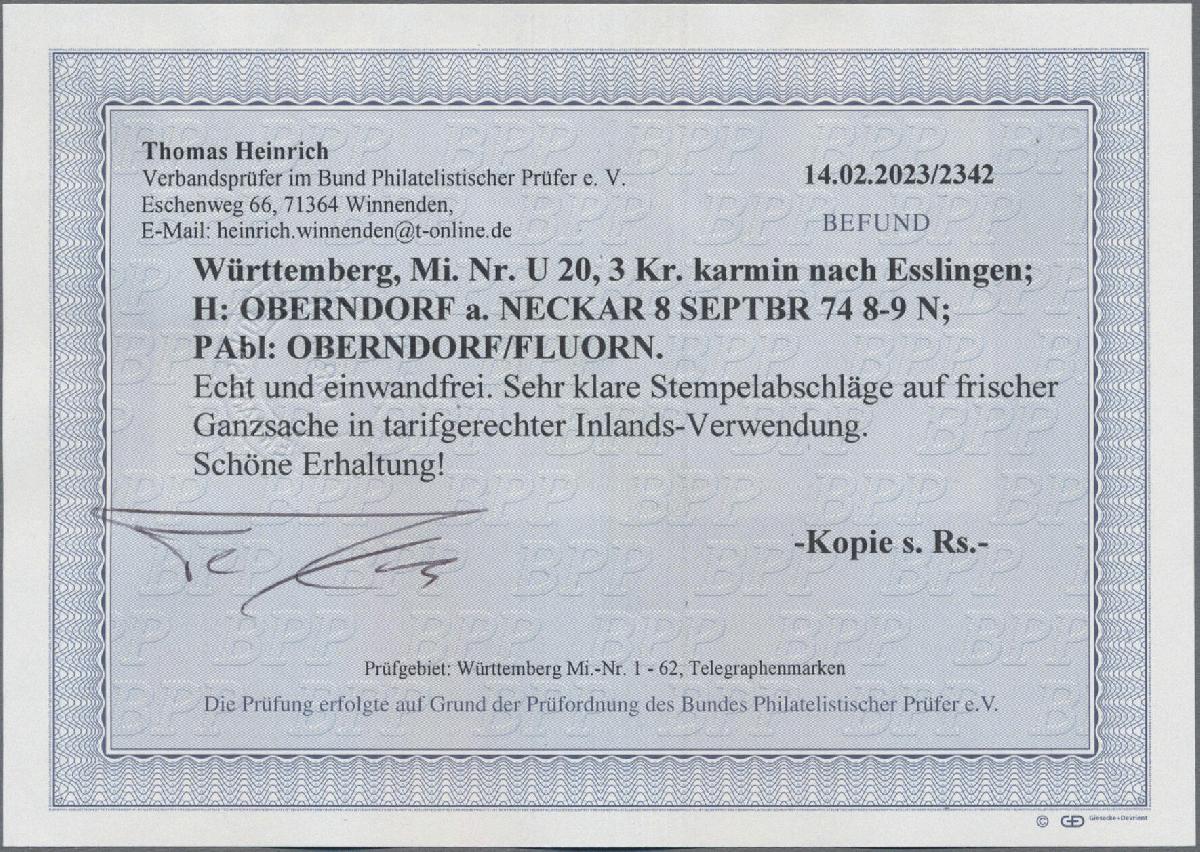 Thomas Heinrich
Verbandsprüfer im Bund Philatelistischer Prüfer e. V.
Eschenweg 66, 71364 Winnenden,
E-Mail: heinrich.winnenden@t-online.de
14.02.2023/2342
BEFUND
Württemberg, Mi. Nr. U 20, 3 Kr. karmin nach Esslingen;
H: OBERNDORF a. NECKAR 8 SEPTBR 74 8-9 N;
PAbl: OBERNDORF/FLUORN.
Echt und einwandfrei. Sehr klare Stempelabschläge auf frischer
Ganzsache in tarifgerechter Inlands-Verwendung.
Schöne Erhaltung!
-Kopie s. Rs.-
Prüfgebiet: Württemberg Mi.-Nr. 1 - 62, Telegraphenmarken
Die Prüfung erfolgte auf Grund der Prüfordnung des Bundes Philatelistischer Prüfer e.V.
© Giesecke+Devrient